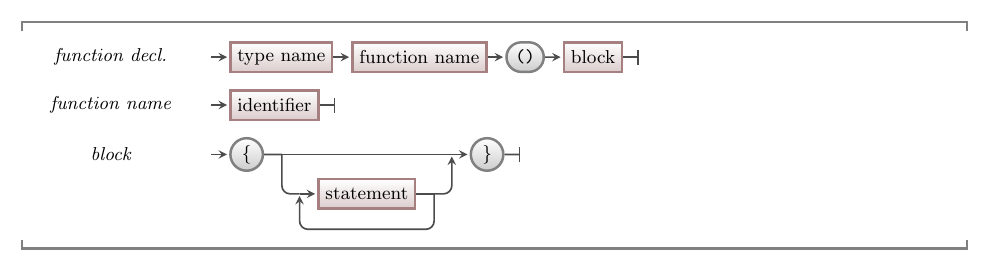 function decl. type name function name () block
function name identifier
block { }
statement